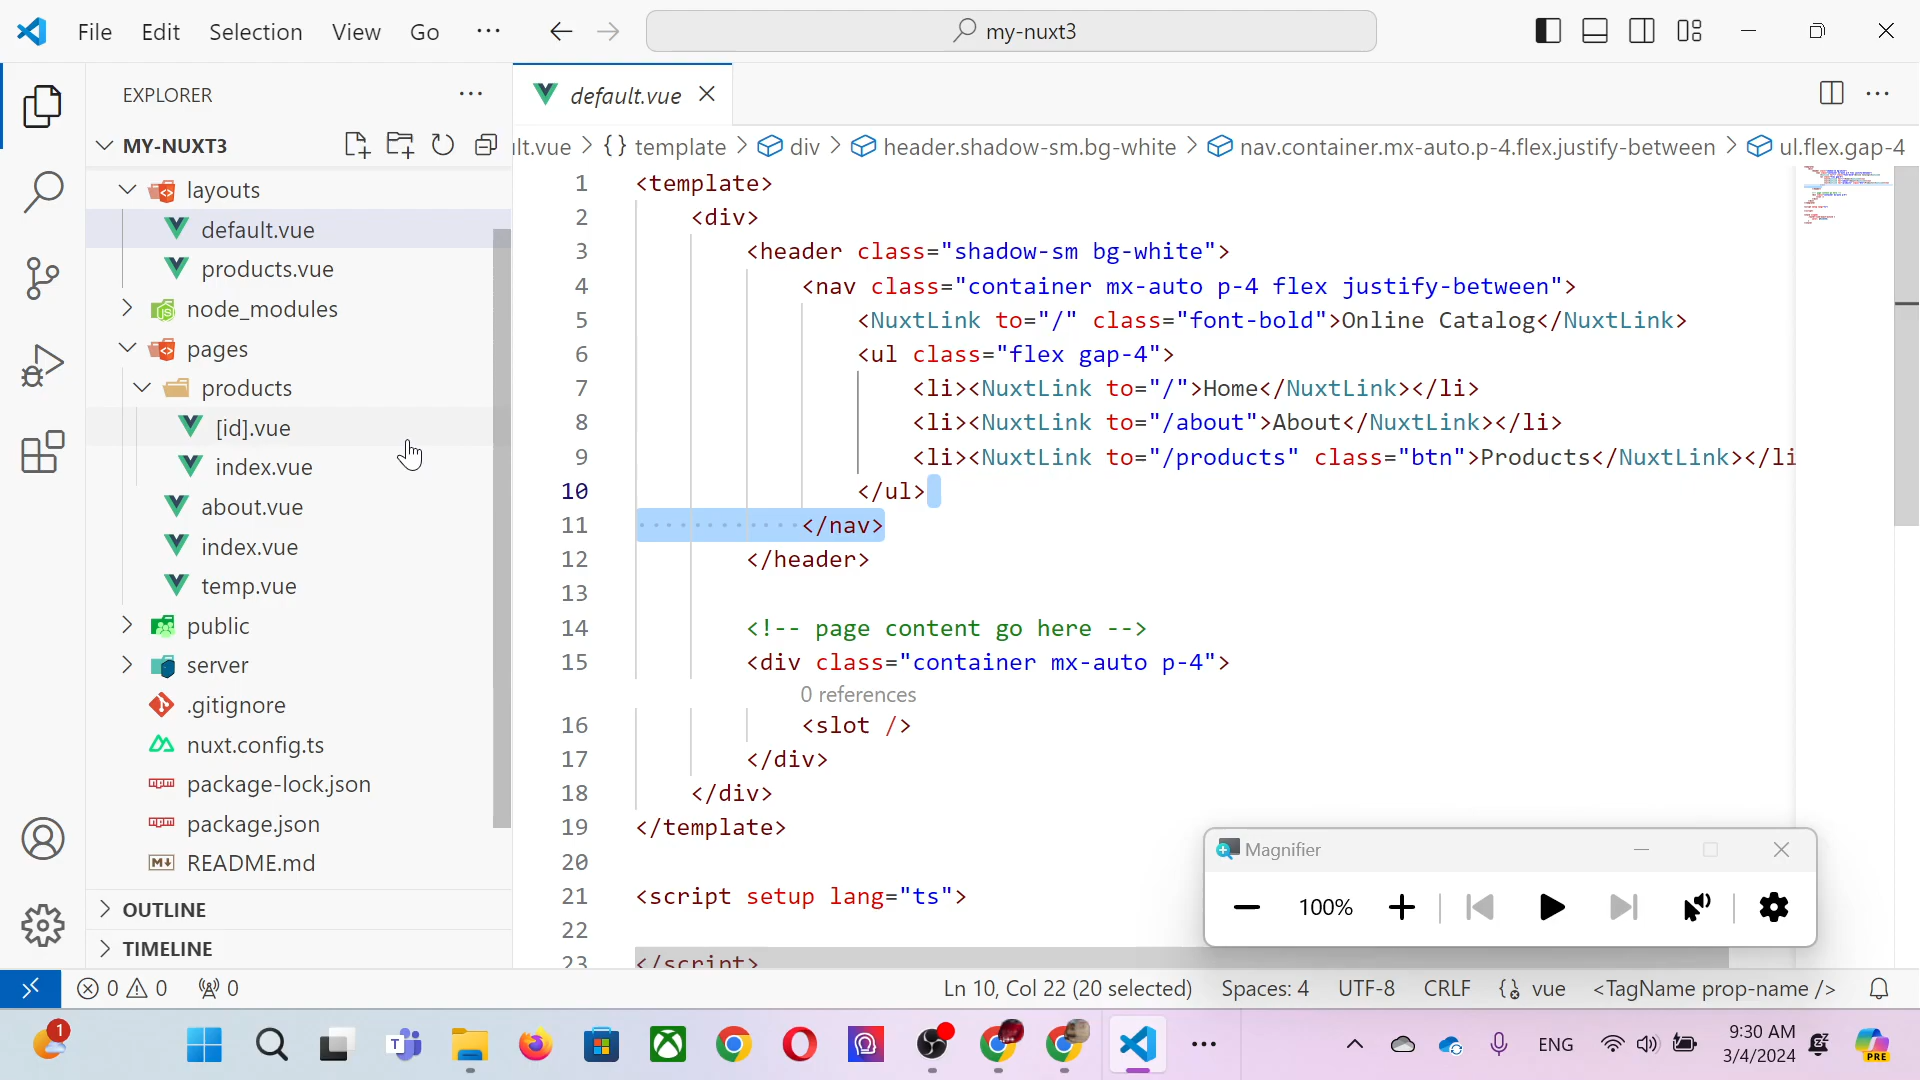 File Edit Selection View Go ···
my-nuxt3
EXPLORER
default.vue
MY-NUXT3
lt.vue > {} template > div > header.shadow-sm.bg-white > nav.container.mx-auto.p-4.flex.justify-between > ul.flex.gap-4
layouts
default.vue
products.vue
node_modules
pages
products
[id].vue
index.vue
about.vue
index.vue
temp.vue
public
server
.gitignore
nuxt.config.ts
package-lock.json
package.json
README.md
OUTLINE
TIMELINE
1 <template>
2 <div>
3 <header class="shadow-sm bg-white">
4 <nav class="container mx-auto p-4 flex justify-between">
5 <NuxtLink to="/" class="font-bold">Online Catalog</NuxtLink>
6 <ul class="flex gap-4">
7 <li><NuxtLink to="/">Home</NuxtLink></li>
8 <li><NuxtLink to="/about">About</NuxtLink></li>
9 <li><NuxtLink to="/products" class="btn">Products</NuxtLink></li
10 </ul>
11 </nav>
12 </header>
13
14 <!-- page content go here -->
15 <div class="container mx-auto p-4">
0 references
16 <slot />
17 </div>
18 </div>
19 </template>
20
21 <script setup lang="ts">
22
23 </script>
Magnifier
100%
0 0 0
Ln 10, Col 22 (20 selected) Spaces: 4 UTF-8 CRLF vue <TagName prop-name />
1
ENG
9:30 AM
3/4/2024
PRE